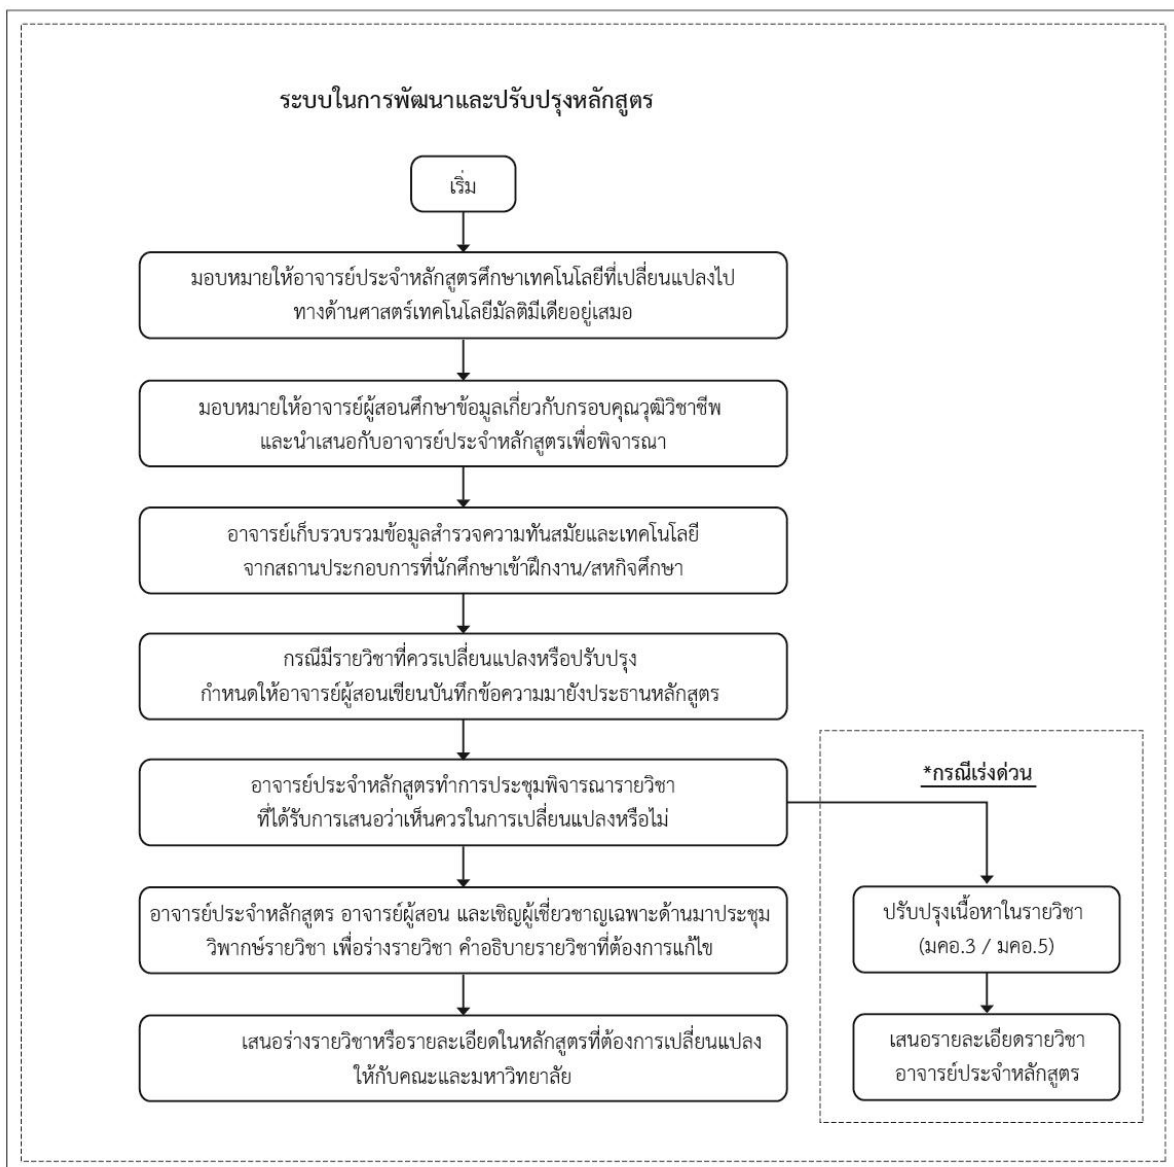 ระบบในการพัฒนาและปรับปรุงหลักสูตร
เริ่ม
มอบหมายให้อาจารย์ประจำหลักสูตรศึกษาเทคโนโลยีที่เปลี่ยนแปลงไป
ทางด้านศาสตร์เทคโนโลยีมัลติมีเดียอยู่เสมอ
มอบหมายให้อาจารย์ผู้สอนศึกษาข้อมูลเกี่ยวกับกรอบคุณวุฒิวิชาชีพ
และนำเสนอกับอาจารย์ประจำหลักสูตรเพื่อพิจารณา
อาจารย์เก็บรวบรวมข้อมูลสำรวจความทันสมัยและเทคโนโลยี
จากสถานประกอบการที่นักศึกษาเข้าฝึกงาน/สหกิจศึกษา
กรณีมีรายวิชาที่ควรเปลี่ยนแปลงหรือปรับปรุง
กำหนดให้อาจารย์ผู้สอนเขียนบันทึกข้อความมายังประธานหลักสูตร
อาจารย์ประจำหลักสูตรทำการประชุมพิจารณารายวิชา
ที่ได้รับการเสนอว่าเห็นควรในการเปลี่ยนแปลงหรือไม่
อาจารย์ประจำหลักสูตร อาจารย์ผู้สอน และเชิญผู้เชี่ยวชาญเฉพาะด้านมาประชุม
วิพากษ์รายวิชา เพื่อร่างรายวิชา คำอธิบายรายวิชาที่ต้องการแก้ไข
เสนอร่างรายวิชาหรือรายละเอียดในหลักสูตรที่ต้องการเปลี่ยนแปลง
ให้กับคณะและมหาวิทยาลัย
*กรณีเร่งด่วน
ปรับปรุงเนื้อหาในรายวิชา
(มคอ.3 / มคอ.5)
เสนอรายละเอียดรายวิชา
อาจารย์ประจำหลักสูตร